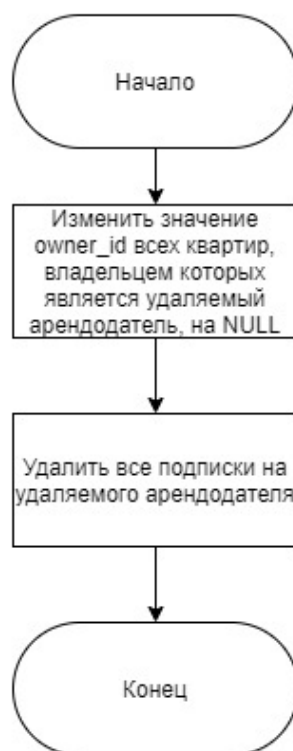 Начало
Изменить значение
owner_id всех квартир,
владельцем которых
является удаляемый
арендодатель, на NULL
Удалить все подписки на
удаляемого арендодателя
Конец